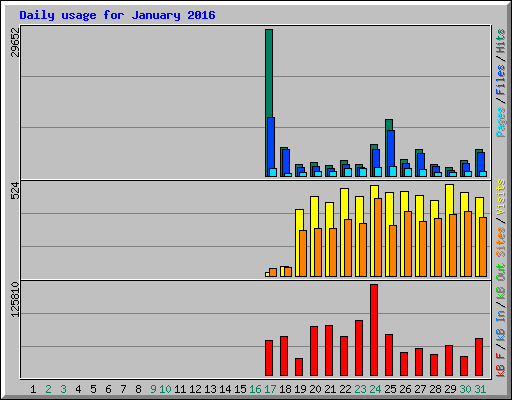 Daily usage for January 2016
29652
Pages / Files / Hits
524
Sites / Visits
125810
kB F / kB In / kB Out
1 2 3 4 5 6 7 8 9 10 11 12 13 14 15 16 17 18 19 20 21 22 23 24 25 26 27 28 29 30 31